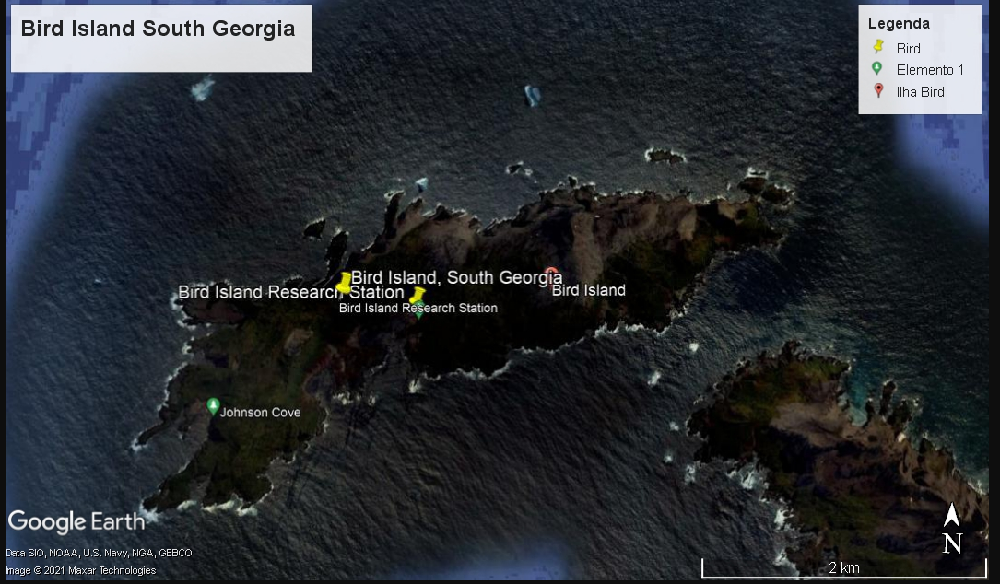 Bird Island South Georgia
Legenda
Bird
Elemento 1
Ilha Bird
Bird Island, South Georgia
Bird Island Research Station
Bird Island
Bird Island Research Station
Johnson Cove
Google Earth
Data SIO, NOAA, U.S. Navy, NGA, GEBCO
Image © 2021 Maxar Technologies
N
2 km